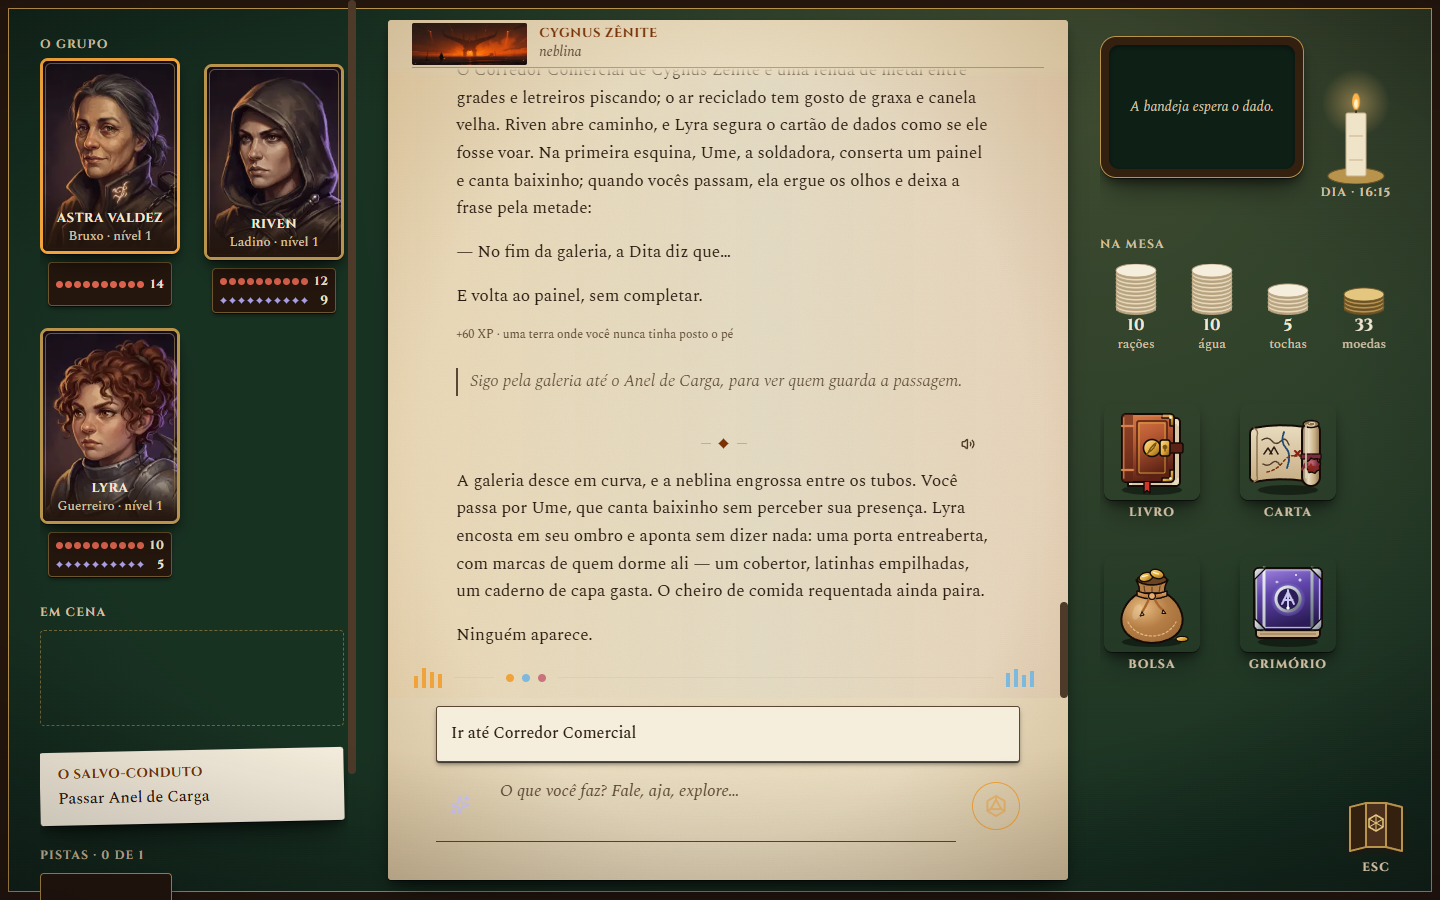 O GRUPO
ASTRA VALDEZ
Bruxo · nível 1
14
RIVEN
Ladino · nível 1
12
9
LYRA
Guerreiro · nível 1
10
5
EM CENA
O SALVO-CONDUTO
Passar Anel de Carga
PISTAS · 0 DE 1
CYGNUS ZÊNITE
neblina
O Corredor Comercial de Cygnus Zênite é uma fenda de metal entre
grades e letreiros piscando; o ar reciclado tem gosto de graxa e canela
velha. Riven abre caminho, e Lyra segura o cartão de dados como se ele
fosse voar. Na primeira esquina, Ume, a soldadora, conserta um painel
e canta baixinho; quando vocês passam, ela ergue os olhos e deixa a
frase pela metade:
— No fim da galeria, a Dita diz que…
E volta ao painel, sem completar.
+60 XP · uma terra onde você nunca tinha posto o pé
Sigo pela galeria até o Anel de Carga, para ver quem guarda a passagem.
A galeria desce em curva, e a neblina engrossa entre os tubos. Você
passa por Ume, que canta baixinho sem perceber sua presença. Lyra
encosta em seu ombro e aponta sem dizer nada: uma porta entreaberta,
com marcas de quem dorme ali — um cobertor, latinhas empilhadas,
um caderno de capa gasta. O cheiro de comida requentada ainda paira.
Ninguém aparece.
Ir até Corredor Comercial
O que você faz? Fale, aja, explore…
A bandeja espera o dado.
DIA · 16:15
NA MESA
10
rações
10
água
5
tochas
33
moedas
LIVRO
CARTA
BOLSA
GRIMÓRIO
ESC